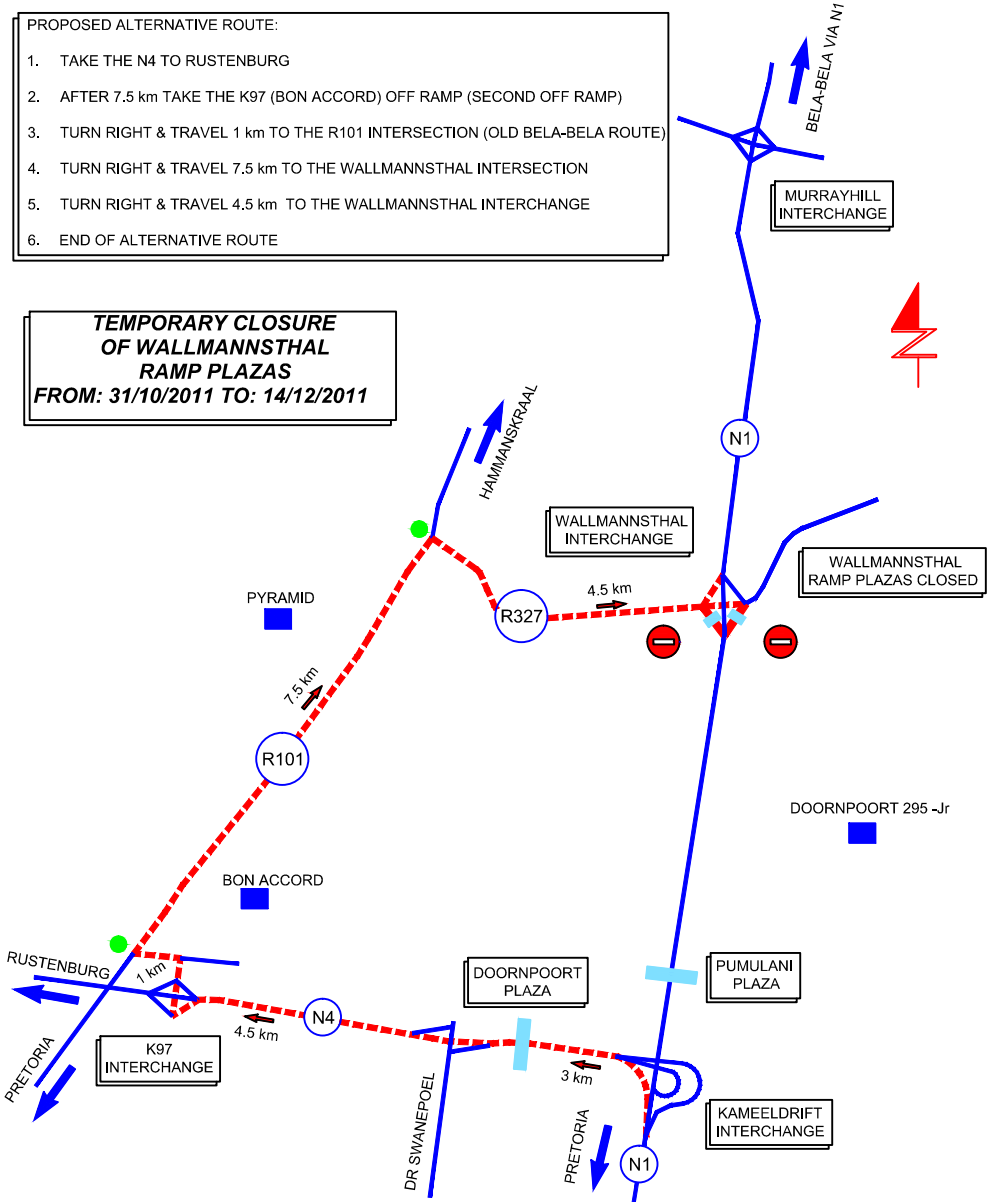 PROPOSED ALTERNATIVE ROUTE:
1. TAKE THE N4 TO RUSTENBURG
2. AFTER 7.5 km TAKE THE K97 (BON ACCORD) OFF RAMP (SECOND OFF RAMP)
3. TURN RIGHT & TRAVEL 1 km TO THE R101 INTERSECTION (OLD BELA-BELA ROUTE)
4. TURN RIGHT & TRAVEL 7.5 km TO THE WALLMANNSTHAL INTERSECTION
5. TURN RIGHT & TRAVEL 4.5 km TO THE WALLMANNSTHAL INTERCHANGE
6. END OF ALTERNATIVE ROUTE
BELA-BELA VIA N1
MURRAYHILL
INTERCHANGE
TEMPORARY CLOSURE
OF WALLMANNSTHAL
RAMP PLAZAS
FROM: 31/10/2011 TO: 14/12/2011
HAMMANSKRAAL
N1
WALLMANNSTHAL
INTERCHANGE
WALLMANNSTHAL
RAMP PLAZAS CLOSED
PYRAMID
4.5 km
R327
7.5 km
R101
DOORNPOORT 295 -Jr
BON ACCORD
RUSTENBURG
1 km
DOORNPOORT
PLAZA
PUMULANI
PLAZA
N4
4.5 km
K97
INTERCHANGE
PRETORIA
3 km
DR SWANEPOEL
PRETORIA
KAMEELDRIFT
INTERCHANGE
N1